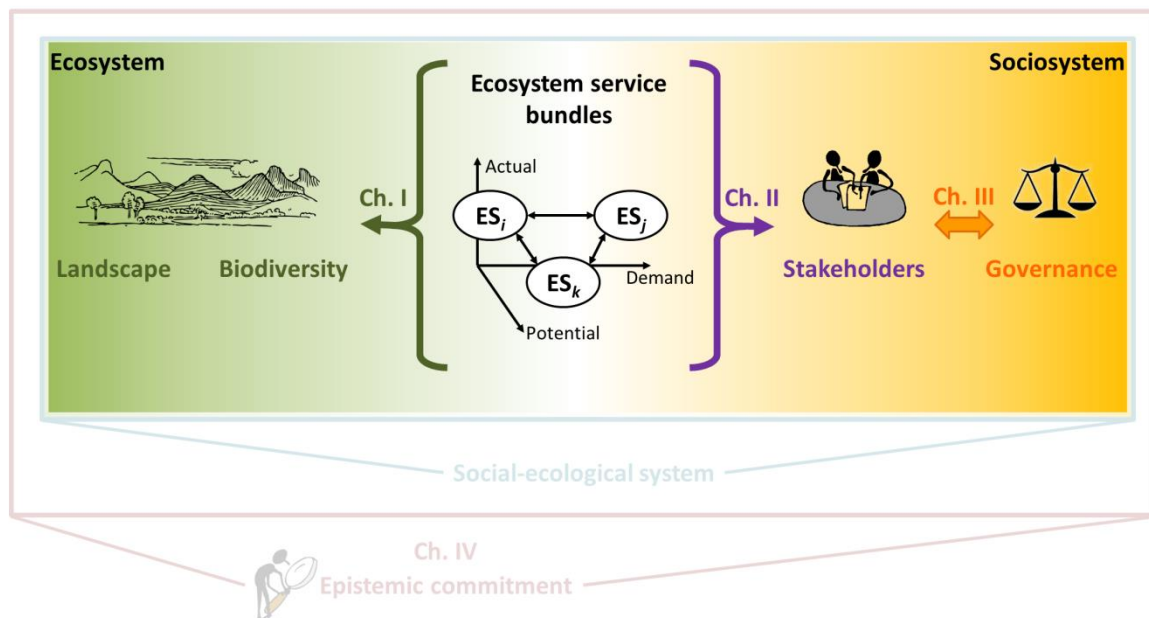 Ecosystem
Sociosystem
Ecosystem service
bundles
Actual
Ch. I
Ch. II
Ch. III
ESi
ESj
ESk
Landscape
Biodiversity
Demand
Potential
Stakeholders
Governance
Social-ecological system
Ch. IV
Epistemic commitment